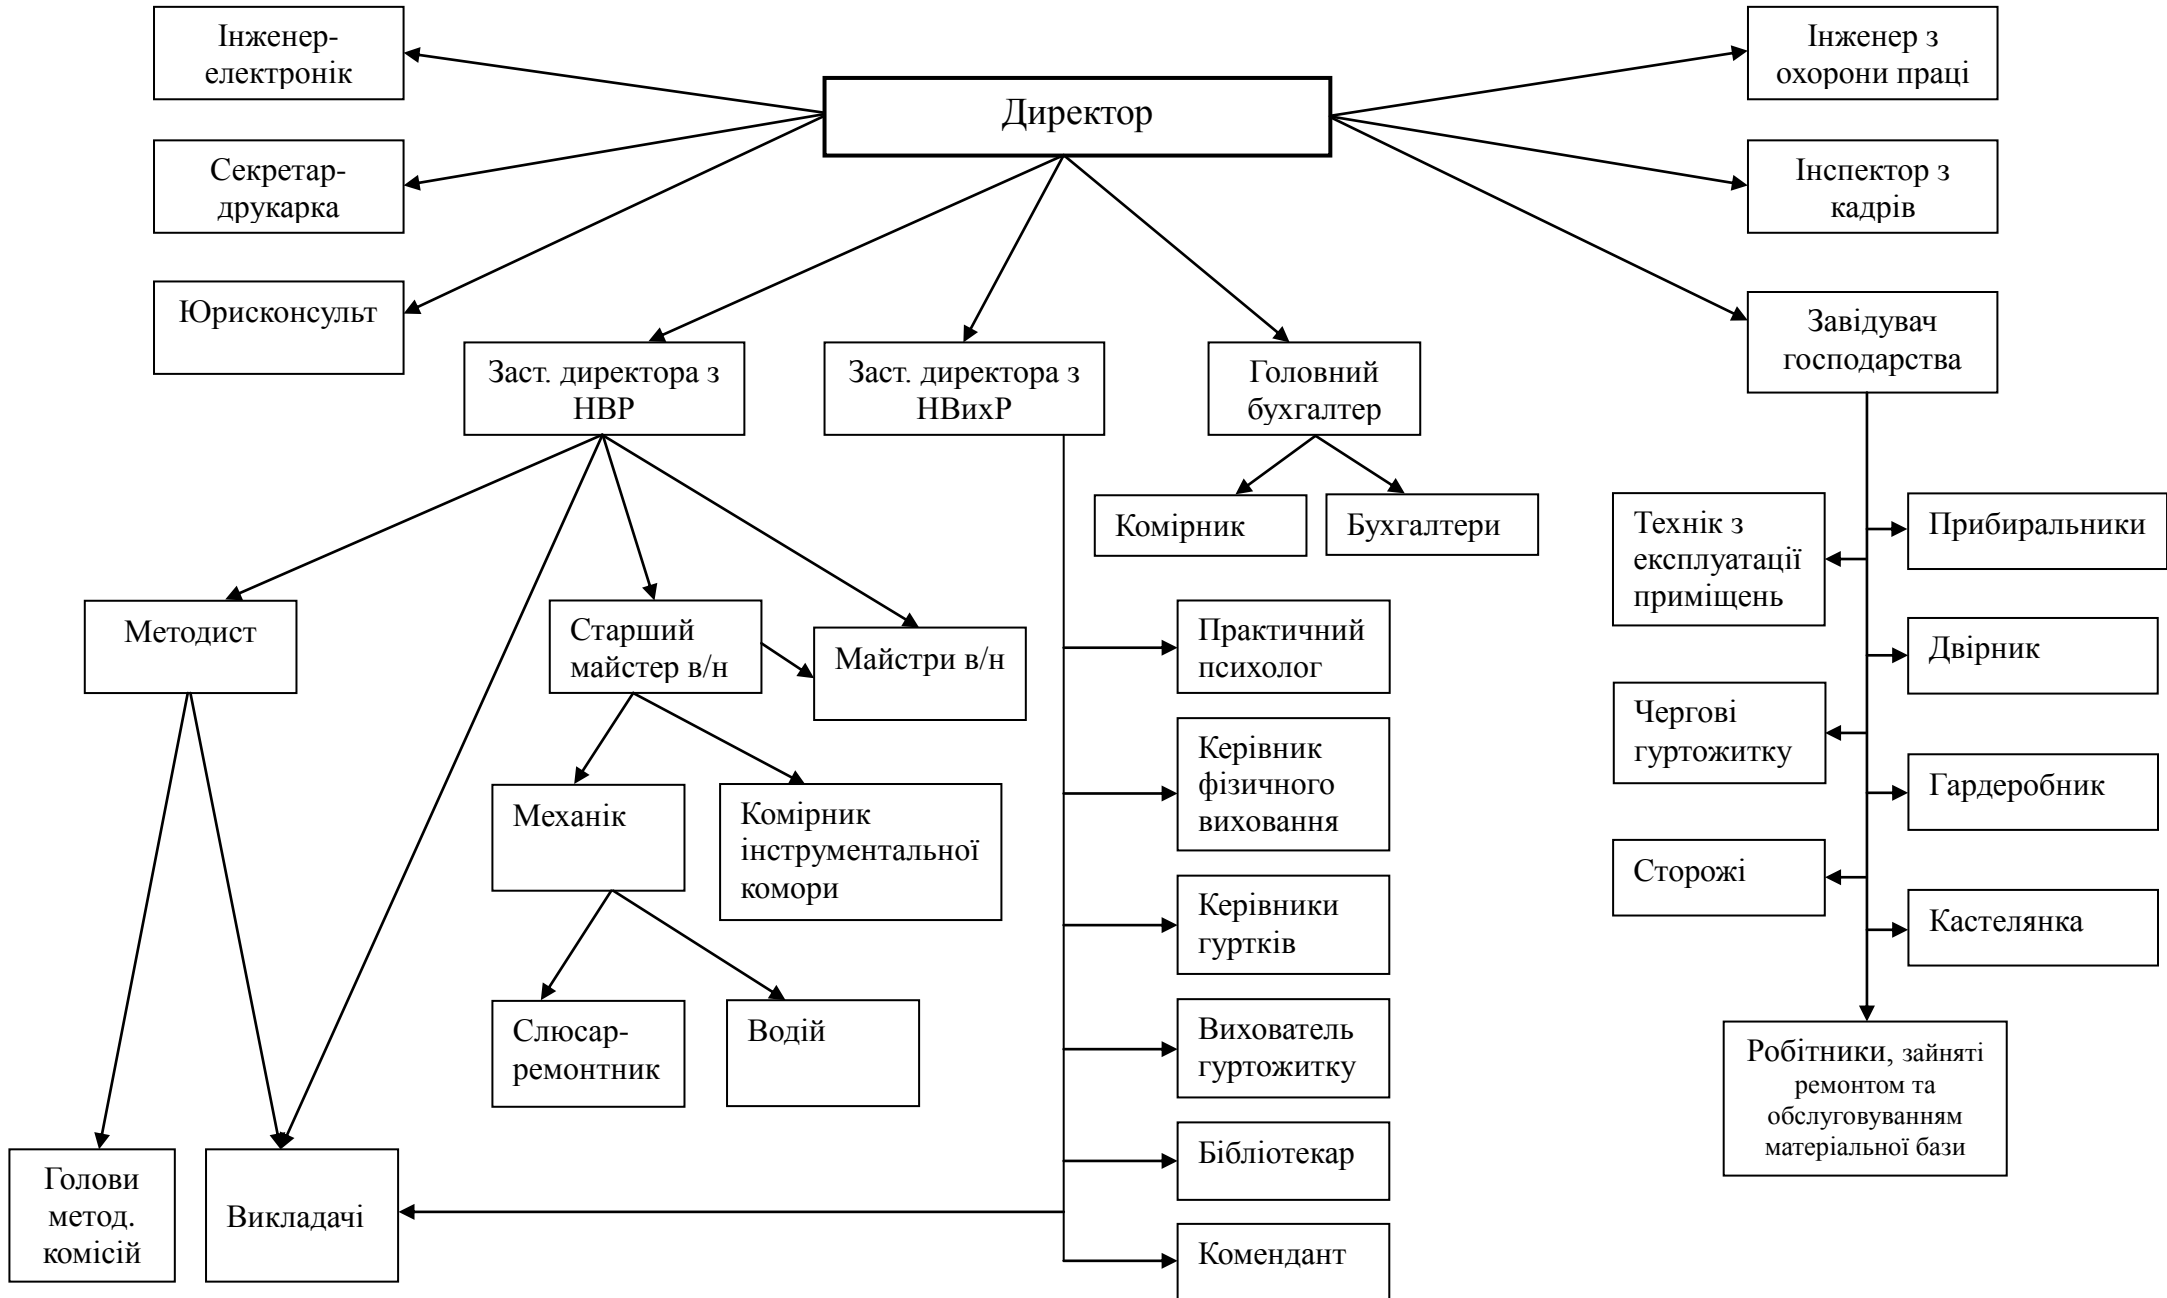 Інженер-
електронік
Директор
Інженер з
охорони праці
Секретар-
друкарка
Інспектор з
кадрів
Юрисконсульт
Завідувач
господарства
Заст. директора з
НВР
Заст. директора з
НВихР
Головний
бухгалтер
Комірник
Бухгалтери
Технік з
експлуатації
приміщень
Прибиральники
Методист
Старший
майстер в/н
Майстри в/н
Практичний
психолог
Двірник
Чергові
гуртожитку
Керівник
фізичного
виховання
Гардеробник
Механік
Комірник
інструментальної
комори
Сторожі
Керівники
гуртків
Кастелянка
Слюсар-
ремонтник
Водій
Вихователь
гуртожитку
Робітники, зайняті
ремонтом та
обслуговуванням
матеріальної бази
Голови
метод.
комісій
Викладачі
Бібліотекар
Комендант